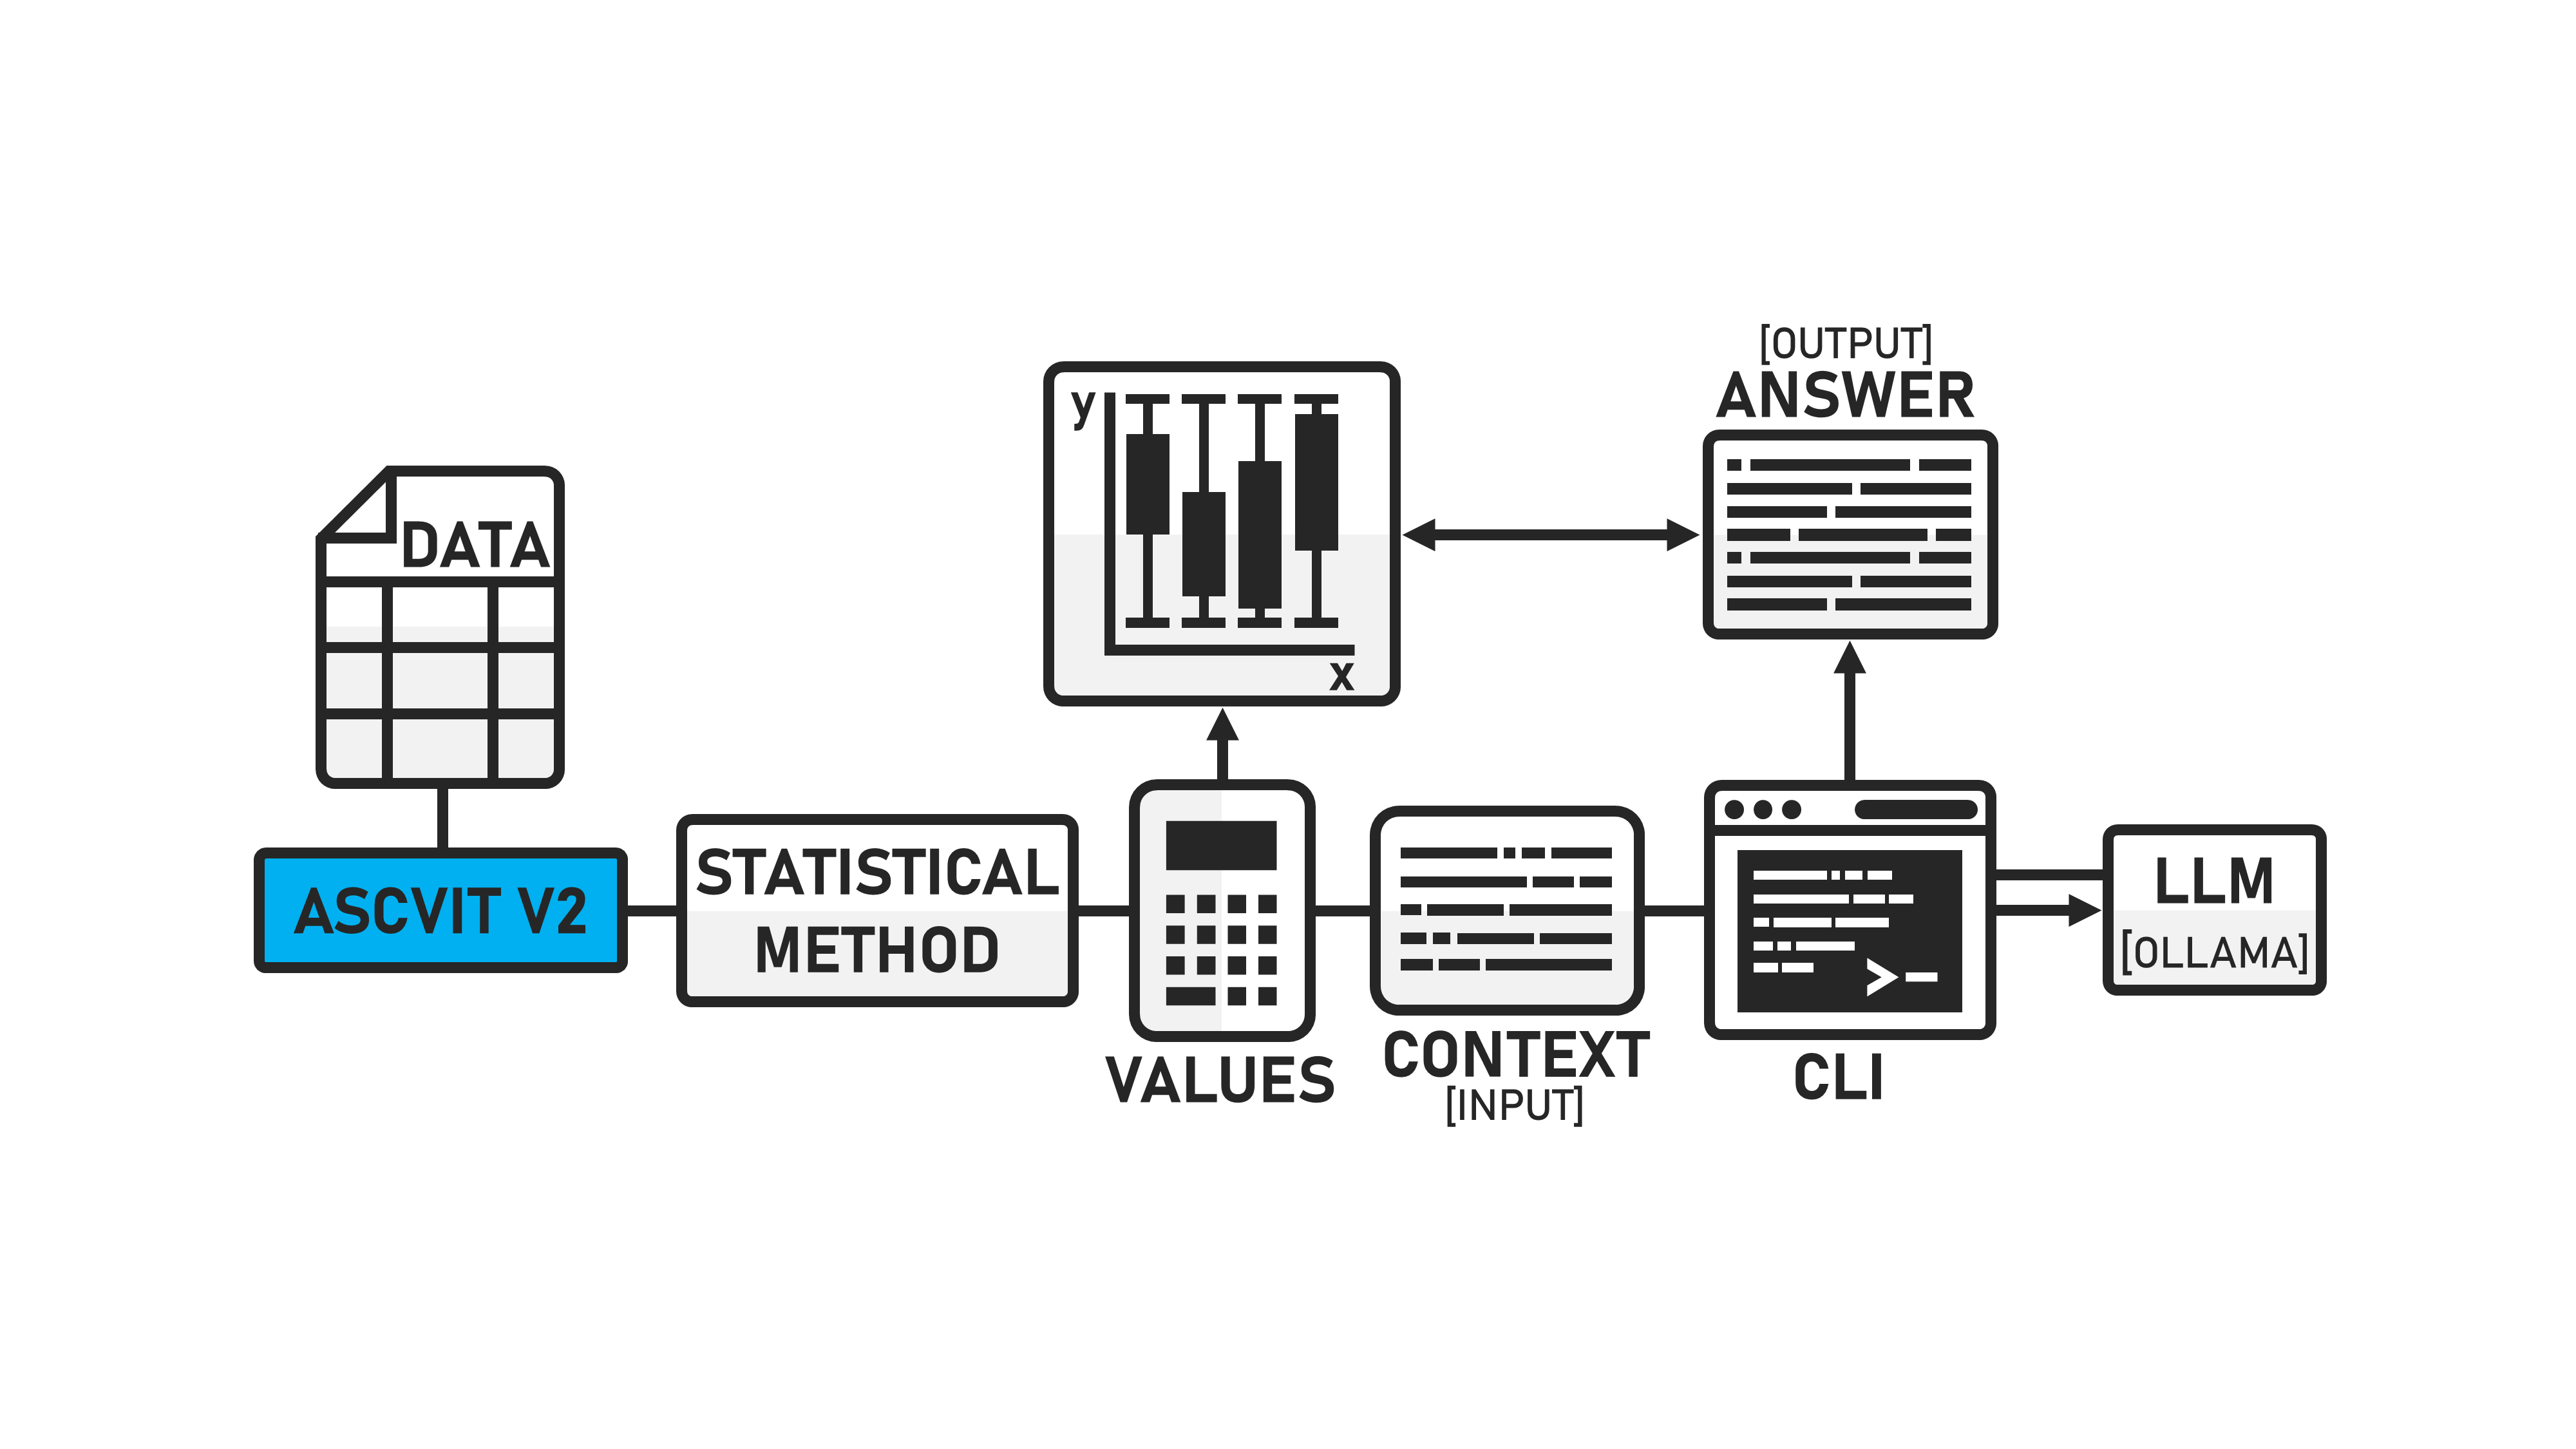 DATA
ASCVIT V2
STATISTICAL
METHOD
y
x
VALUES
CONTEXT
[INPUT]
[OUTPUT]
ANSWER
CLI
LLM
[OLLAMA]